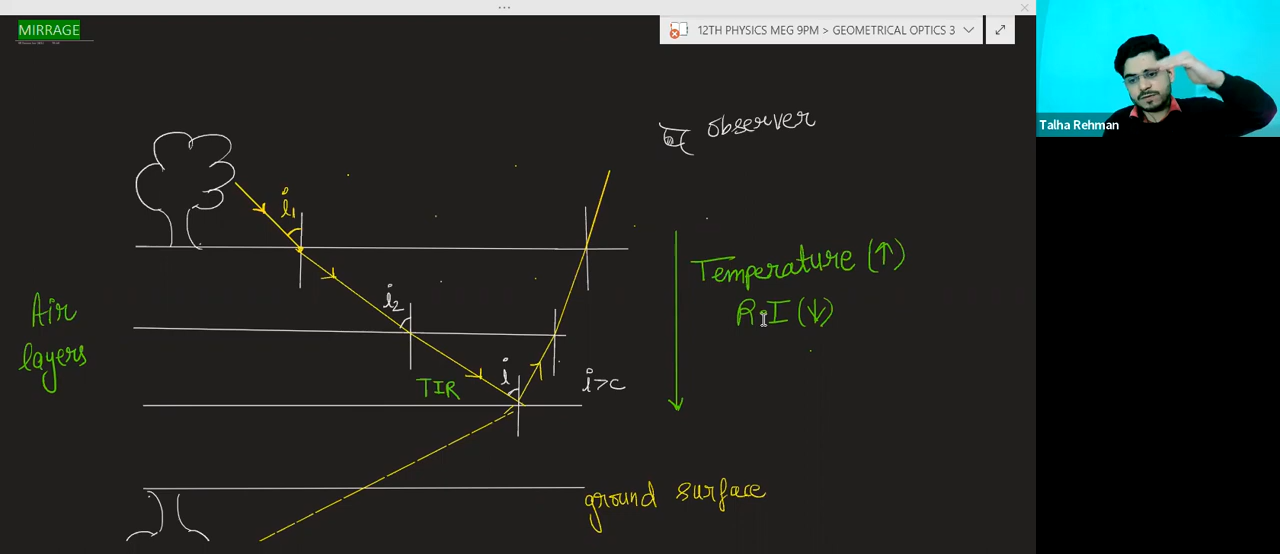 MIRRAGE
12TH PHYSICS MEG 9PM > GEOMETRICAL OPTICS 3
Talha Rehman
observer
i1
Temperature (↑)
R.I (↓)
Air
layers
i2
TIR
i
i>c
ground surface